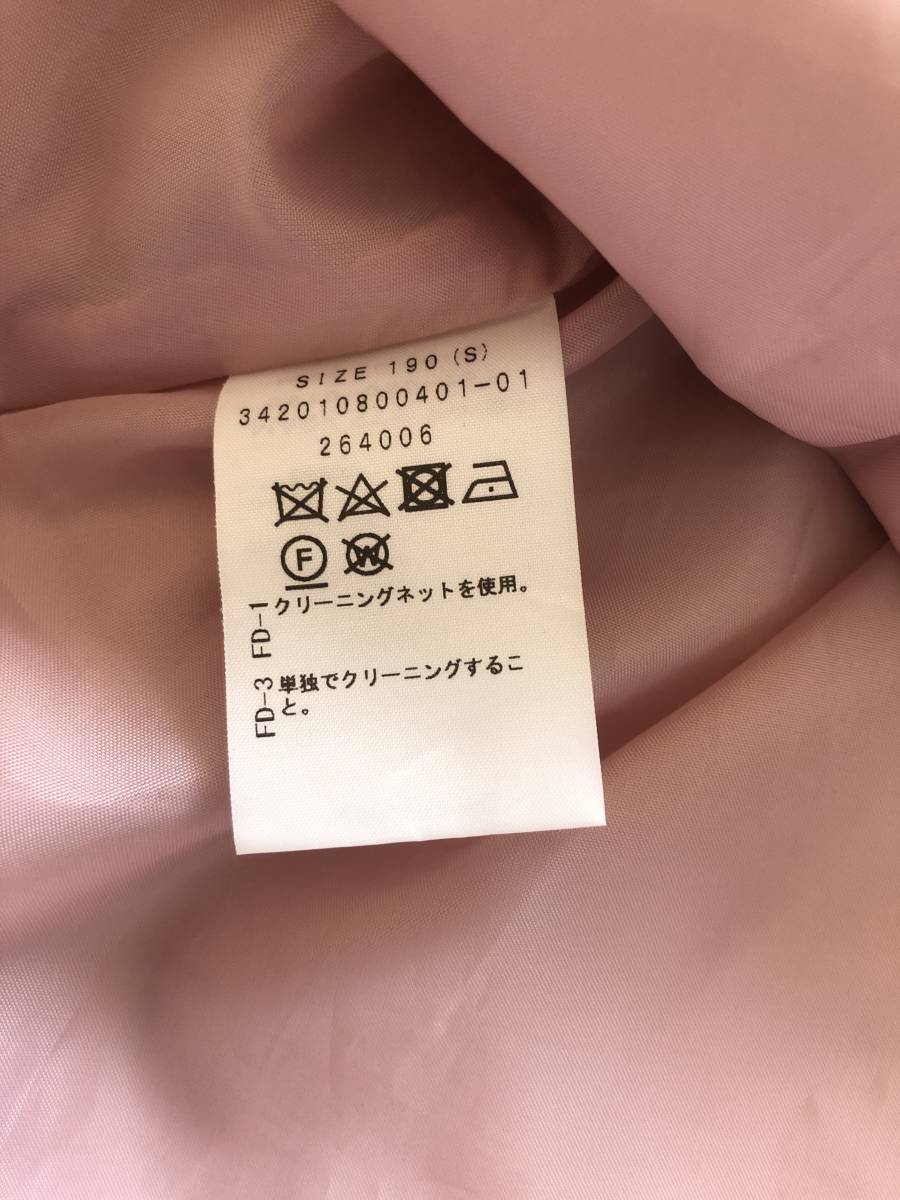 SIZE 190 (S)
342010800401-01
264006
F W
FD-1 クリーニングネットを使用。
FD-3 単独でクリーニングするこ
と。